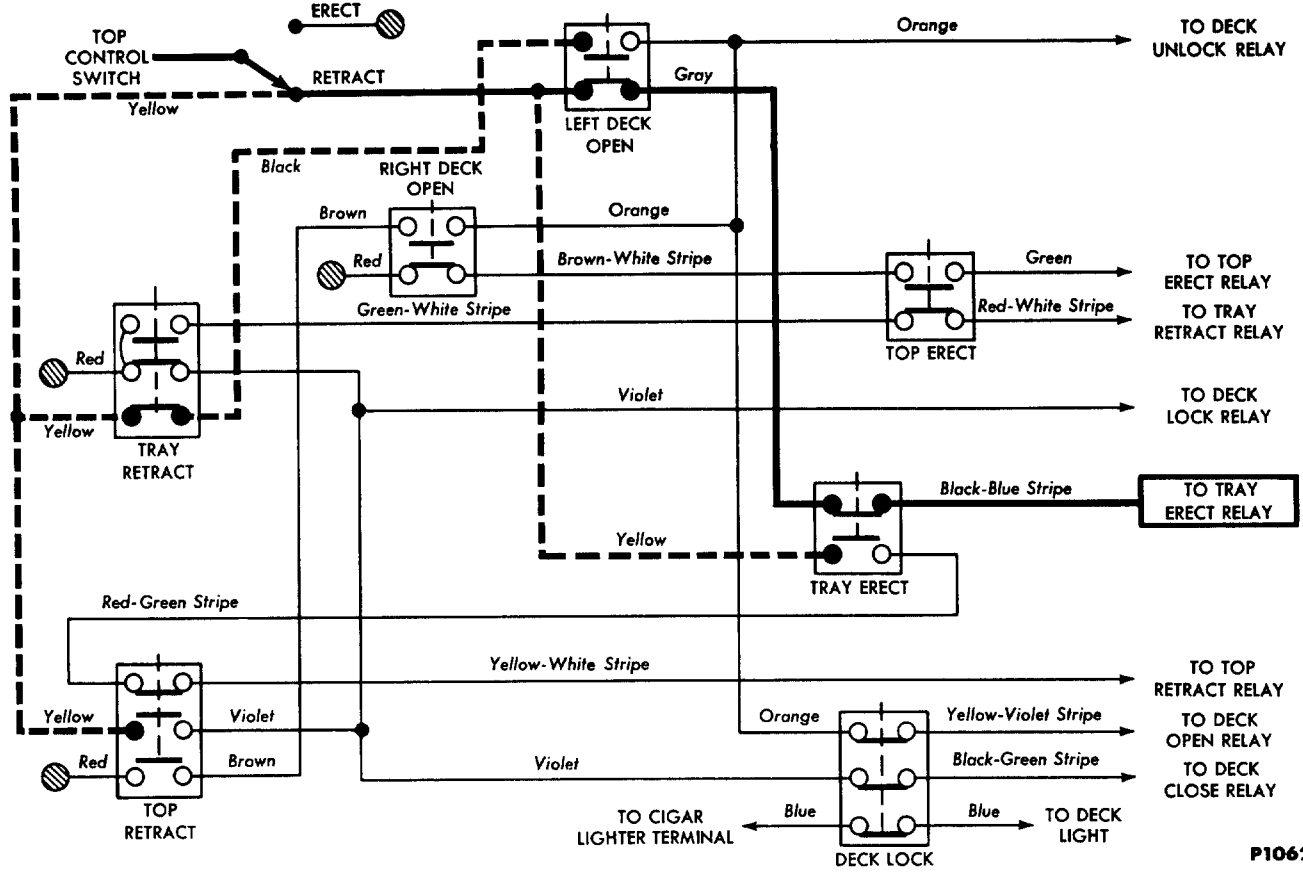 ERECT
TOP
CONTROL
SWITCH
RETRACT
Yellow
Orange
TO DECK
UNLOCK RELAY
Gray
LEFT DECK
OPEN
Black
RIGHT DECK
OPEN
Brown
Orange
Red
Brown-White Stripe
Green
TO TOP
ERECT RELAY
Green-White Stripe
Red-White Stripe
TO TRAY
RETRACT RELAY
TOP ERECT
Red
Violet
TO DECK
LOCK RELAY
Yellow
TRAY
RETRACT
Black-Blue Stripe
TO TRAY
ERECT RELAY
Yellow
TRAY ERECT
Red-Green Stripe
Yellow-White Stripe
TO TOP
RETRACT RELAY
Yellow
Violet
Orange
Yellow-Violet Stripe
TO DECK
OPEN RELAY
Red
Brown
Violet
Black-Green Stripe
TO DECK
CLOSE RELAY
TOP
RETRACT
TO CIGAR
LIGHTER TERMINAL
Blue
Blue
TO DECK
LIGHT
DECK LOCK